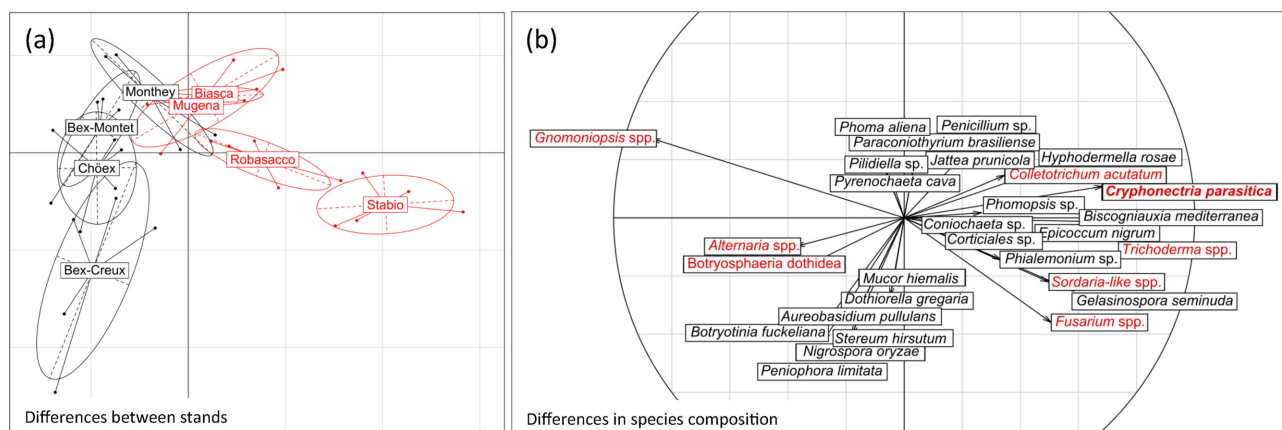 (a)
Monthey
Biasca
Mugena
Bex-Montet
Robasacco
Chöex
Stabio
Bex-Creux
Differences between stands
(b)
Gnomoniopsis spp.
Phoma aliena
Penicillium sp.
Paraconiothyrium brasiliense
Pilidiella sp.
Jattea prunicola
Hyphodermella rosae
Colletotrichum acutatum
Pyrenochaeta cava
Cryphonectria parasitica
Phomopsis sp.
Biscogniauxia mediterranea
Coniochaeta sp.
Epicoccum nigrum
Alternaria spp.
Corticiales sp.
Trichoderma spp.
Botryosphaeria dothidea
Phialemonium sp.
Mucor hiemalis
Sordaria-like spp.
Dothiorella gregaria
Gelasinospora seminuda
Aureobasidium pullulans
Fusarium spp.
Botryotinia fuckeliana
Stereum hirsutum
Nigrospora oryzae
Peniophora limitata
Differences in species composition